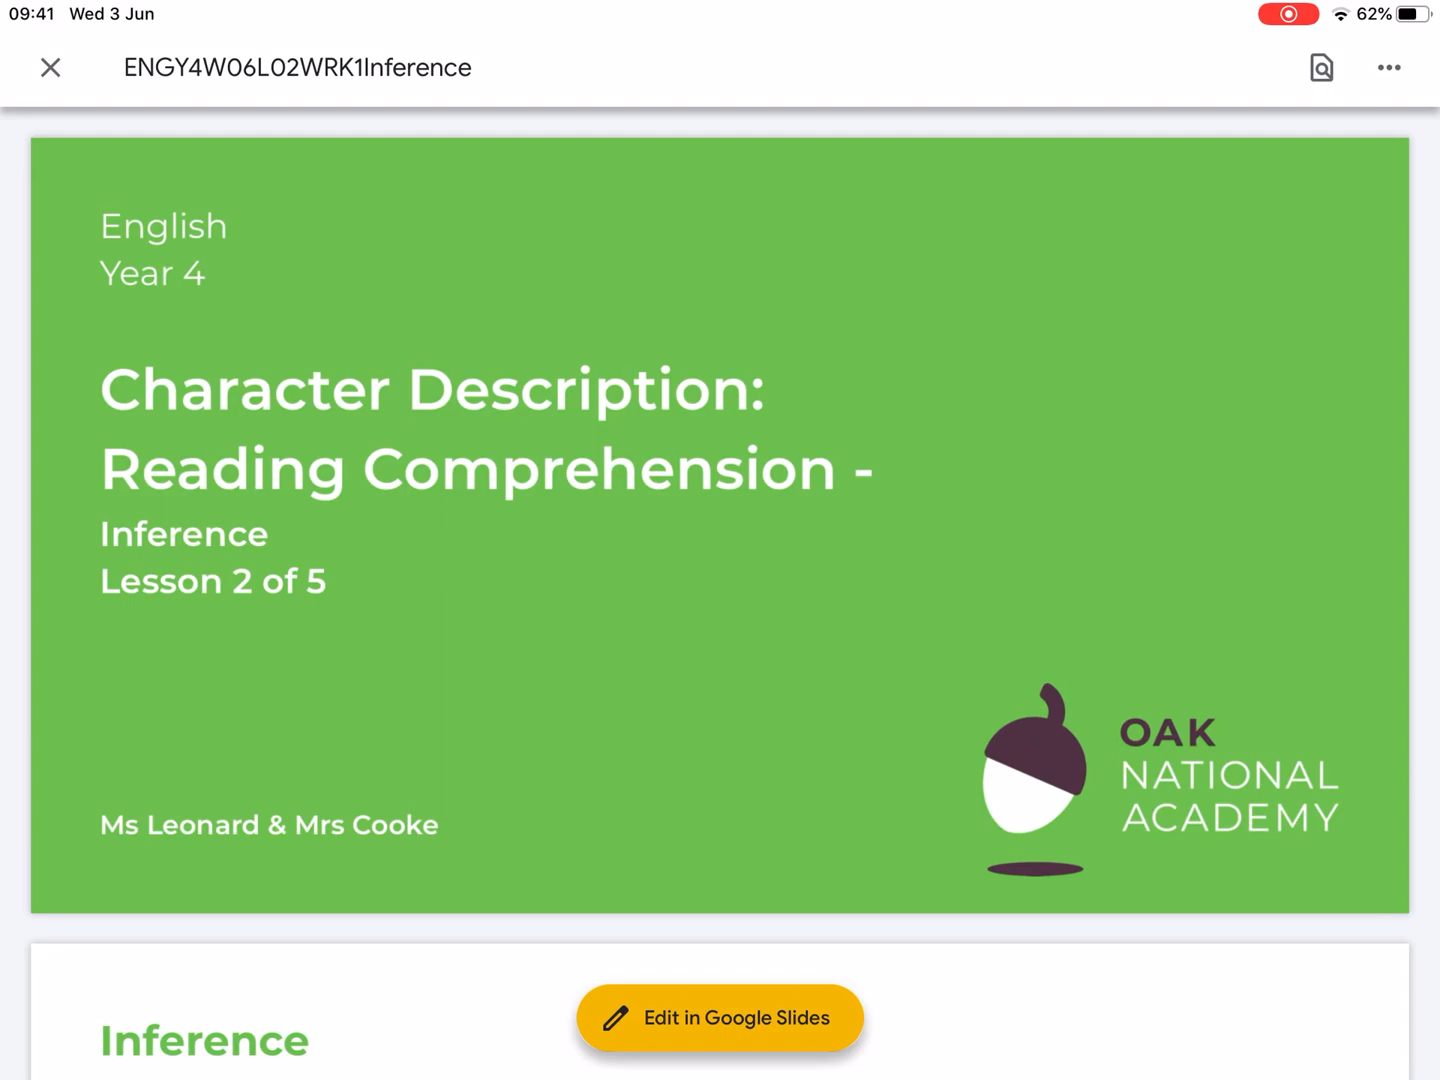 09:41 Wed 3 Jun
62%
ENGY4W06L02WRK1Inference
English
Year 4
Character Description:
Reading Comprehension -
Inference
Lesson 2 of 5
Ms Leonard & Mrs Cooke
OAK
NATIONAL
ACADEMY
Inference
Edit in Google Slides